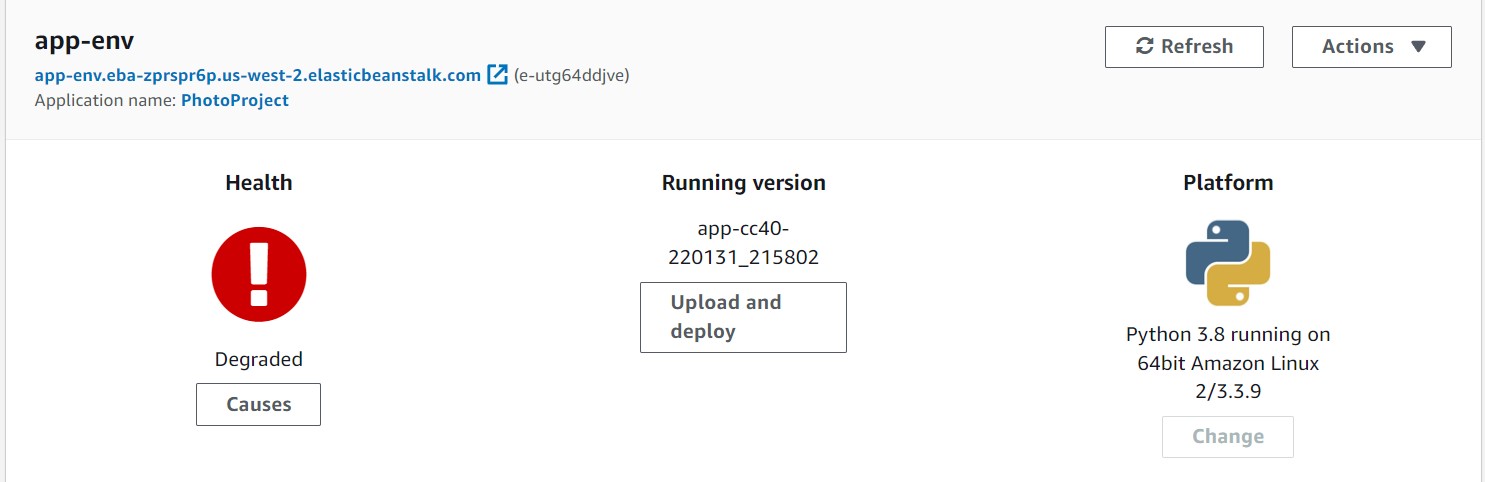 app-env
Refresh
Actions
app-env.eba-zprspr6p.us-west-2.elasticbeanstalk.com (e-utg64ddjve)
Application name: PhotoProject
Health
Degraded
Causes
Running version
app-cc40-
220131_215802
Upload and
deploy
Platform
Python 3.8 running on
64bit Amazon Linux
2/3.3.9
Change